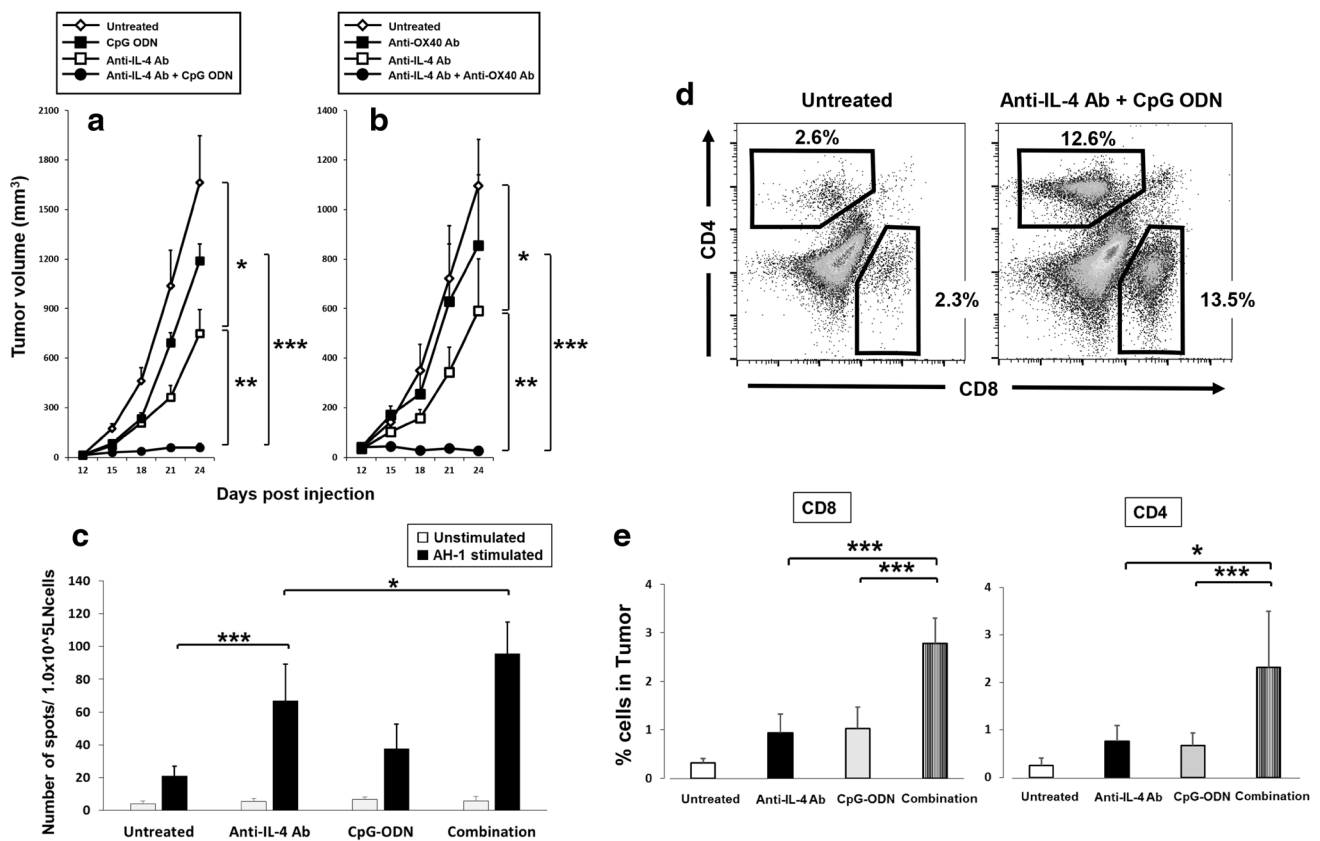 Untreated
CpG ODN
Anti-IL-4 Ab
Anti-IL-4 Ab + CpG ODN
Untreated
Anti-OX40 Ab
Anti-IL-4 Ab
Anti-IL-4 Ab + Anti-OX40 Ab
a
2100
1800
1500
1200
900
600
300
0
12
15
18
21
24
Tumor volume (mm³)
*
**
***
b
1400
1200
1000
800
600
400
200
0
12
15
18
21
24
*
**
***
Days post injection
d
Untreated
Anti-IL-4 Ab + CpG ODN
2.6%
2.3%
12.6%
13.5%
CD4
CD8
c
Unstimulated
AH-1 stimulated
Number of spots/ 1.0x10^5LNcells
140
120
100
80
60
40
20
0
***
*
Untreated
Anti-IL-4 Ab
CpG-ODN
Combination
e
CD8
% cells in Tumor
4
3
2
1
0
***
***
Untreated
Anti-IL-4 Ab
CpG-ODN
Combination
CD4
4
3
2
1
0
*
***
Untreated
Anti-IL-4 Ab
CpG-ODN
Combination